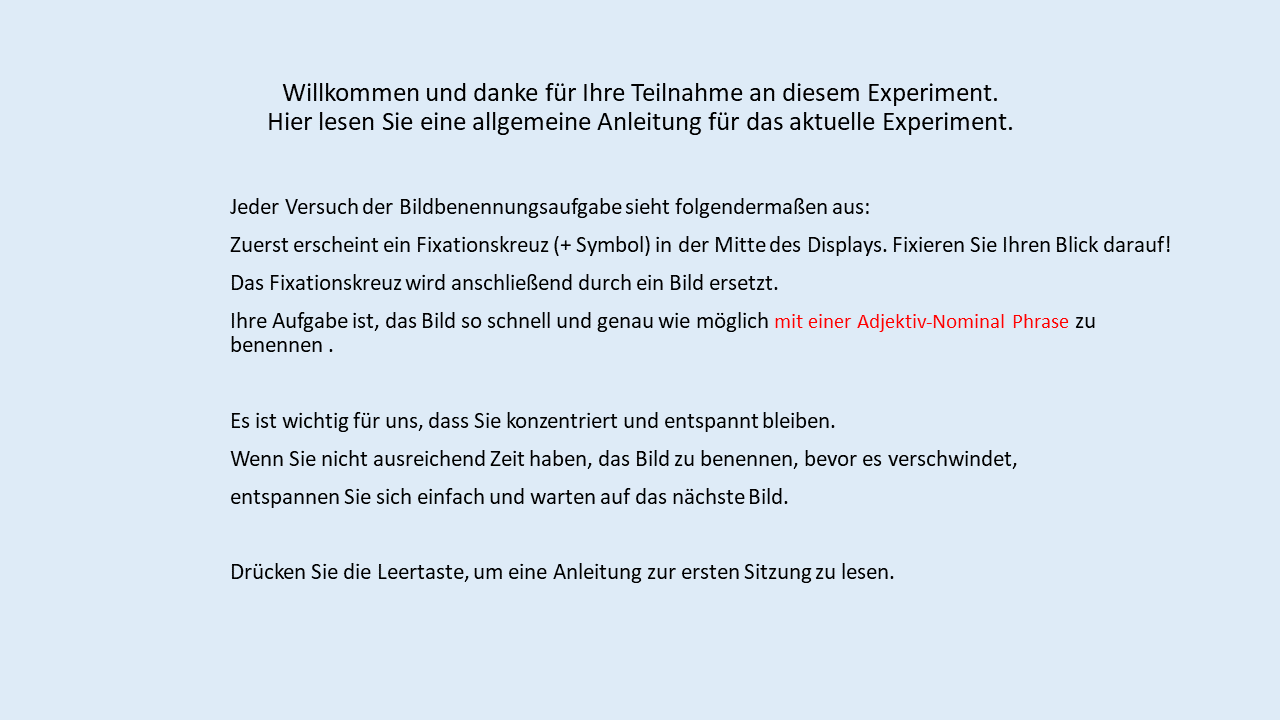 Willkommen und danke für Ihre Teilnahme an diesem Experiment.
Hier lesen Sie eine allgemeine Anleitung für das aktuelle Experiment.
Jeder Versuch der Bildbenennungsaufgabe sieht folgendermaßen aus:
Zuerst erscheint ein Fixationskreuz (+ Symbol) in der Mitte des Displays. Fixieren Sie Ihren Blick darauf!
Das Fixationskreuz wird anschließend durch ein Bild ersetzt.
Ihre Aufgabe ist, das Bild so schnell und genau wie möglich mit einer Adjektiv-Nominal Phrase zu
benennen .
Es ist wichtig für uns, dass Sie konzentriert und entspannt bleiben.
Wenn Sie nicht ausreichend Zeit haben, das Bild zu benennen, bevor es verschwindet,
entspannen Sie sich einfach und warten auf das nächste Bild.
Drücken Sie die Leertaste, um eine Anleitung zur ersten Sitzung zu lesen.